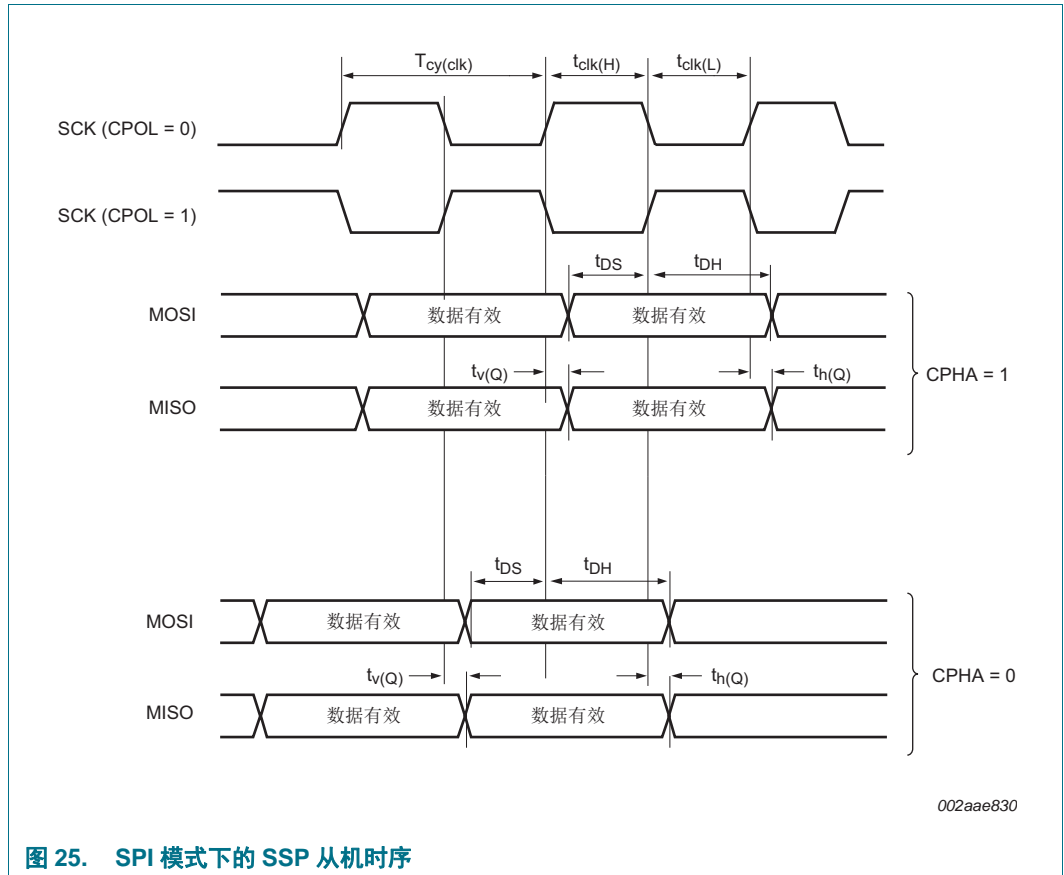 Tcy(clk) tclk(H) tclk(L)
SCK (CPOL = 0)
SCK (CPOL = 1)
tDS tDH
MOSI 数据有效 数据有效
tv(Q) th(Q)
CPHA = 1
MISO 数据有效 数据有效
tDS tDH
MOSI 数据有效 数据有效
tv(Q) th(Q)
CPHA = 0
MISO 数据有效 数据有效
002aae830
图 25. SPI 模式下的 SSP 从机时序